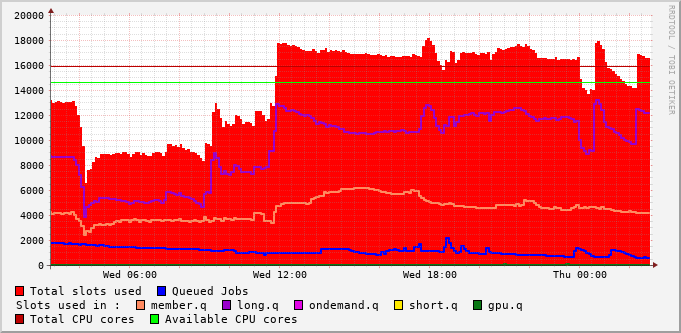 20000
18000
16000
14000
12000
10000
8000
6000
4000
2000
0
Wed 06:00 Wed 12:00 Wed 18:00 Thu 00:00
RRDTOOL / TOBI OETIKER
Total slots used Queued Jobs
Slots used in : member.q long.q ondemand.q short.q gpu.q
Total CPU cores Available CPU cores